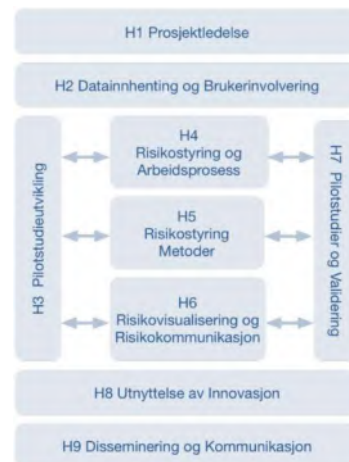 H1 Prosjektledelse
H2 Datainnhenting og Brukerinvolvering
H3 Pilotstudieutvikling
H4
Risikostyring og
Arbeidsprosess
H5
Risikostyring
Metoder
H6
Risikovisualisering og
Risikokommunikasjon
H7 Pilotstudier og Validering
H8 Utnyttelse av Innovasjon
H9 Disseminering og Kommunikasjon